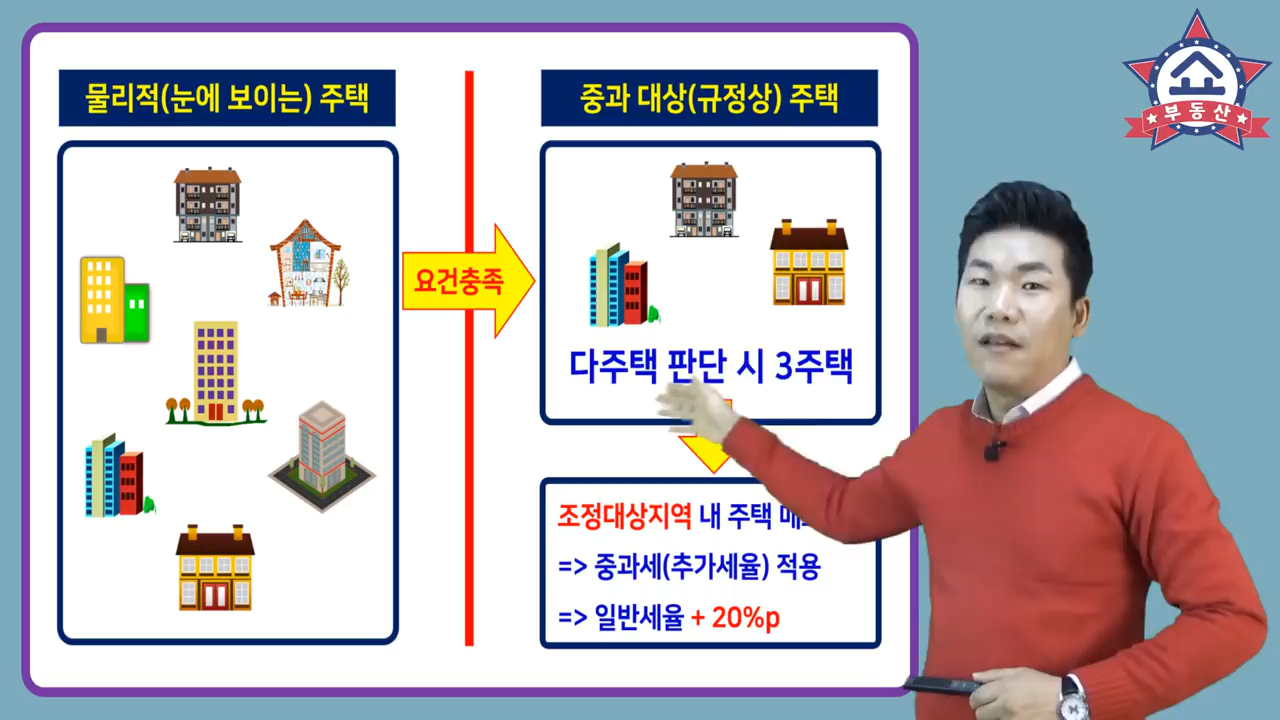 물리적(눈에 보이는) 주택
중과 대상(규정상) 주택
부동산
요건충족
다주택 판단 시 3주택
조정대상지역 내 주택
=> 중과세(추가세율) 적용
=> 일반세율 + 20%p